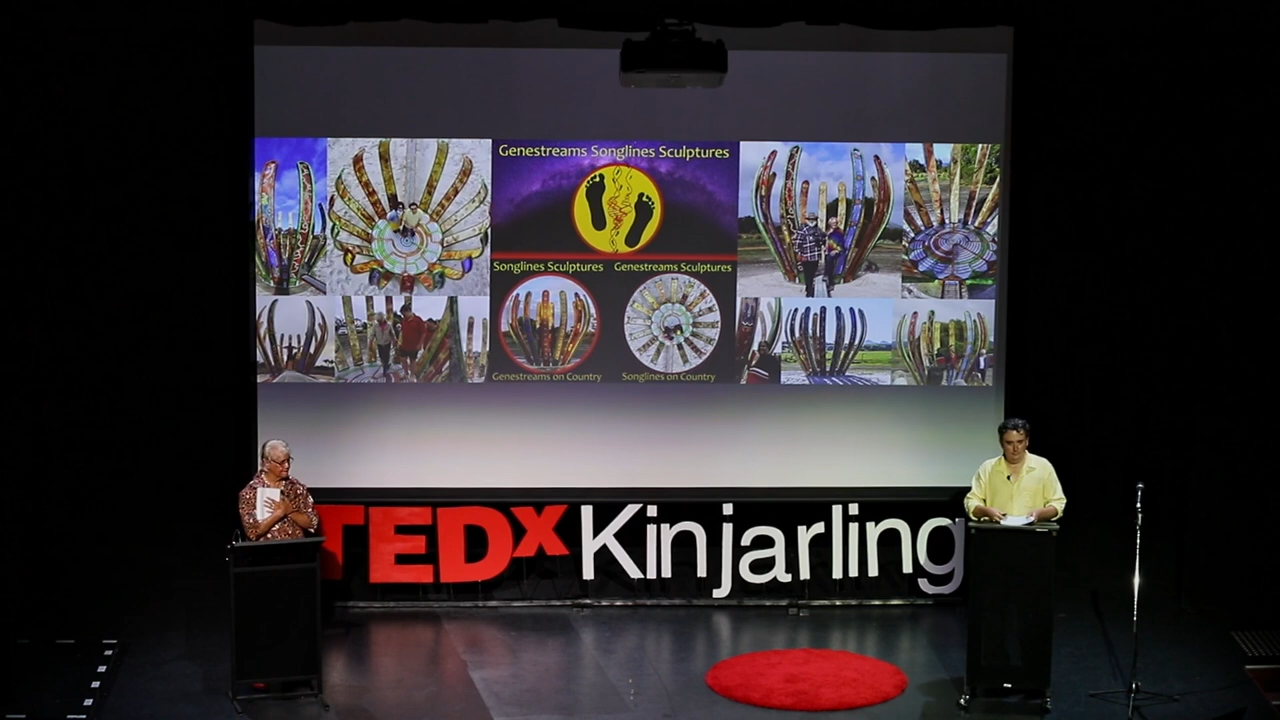 Genestreams Songlines Sculptures
Songlines Sculptures
Genestreams Sculptures
Genestreams on Country
Songlines on Country
TEDx Kinjarling